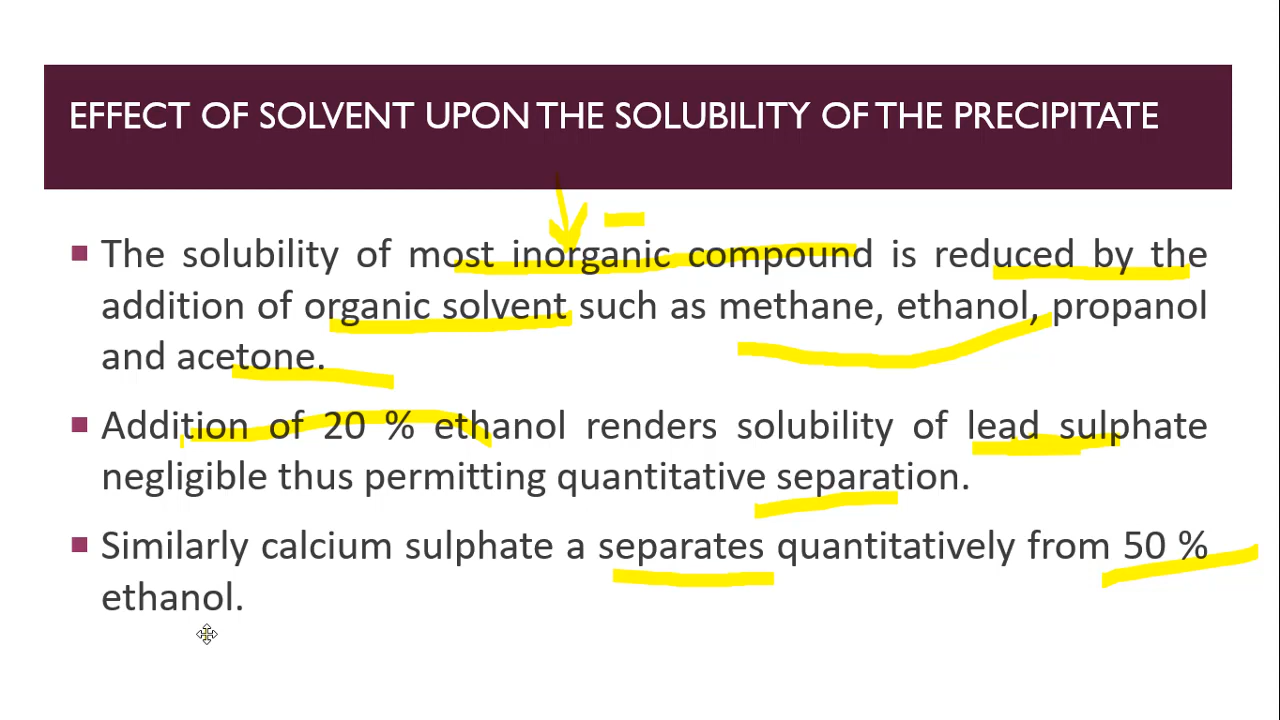 EFFECT OF SOLVENT UPON THE SOLUBILITY OF THE PRECIPITATE
The solubility of most inorganic compound is reduced by the
addition of organic solvent such as methane, ethanol, propanol
and acetone.
Addition of 20 % ethanol renders solubility of lead sulphate
negligible thus permitting quantitative separation.
Similarly calcium sulphate a separates quantitatively from 50 %
ethanol.